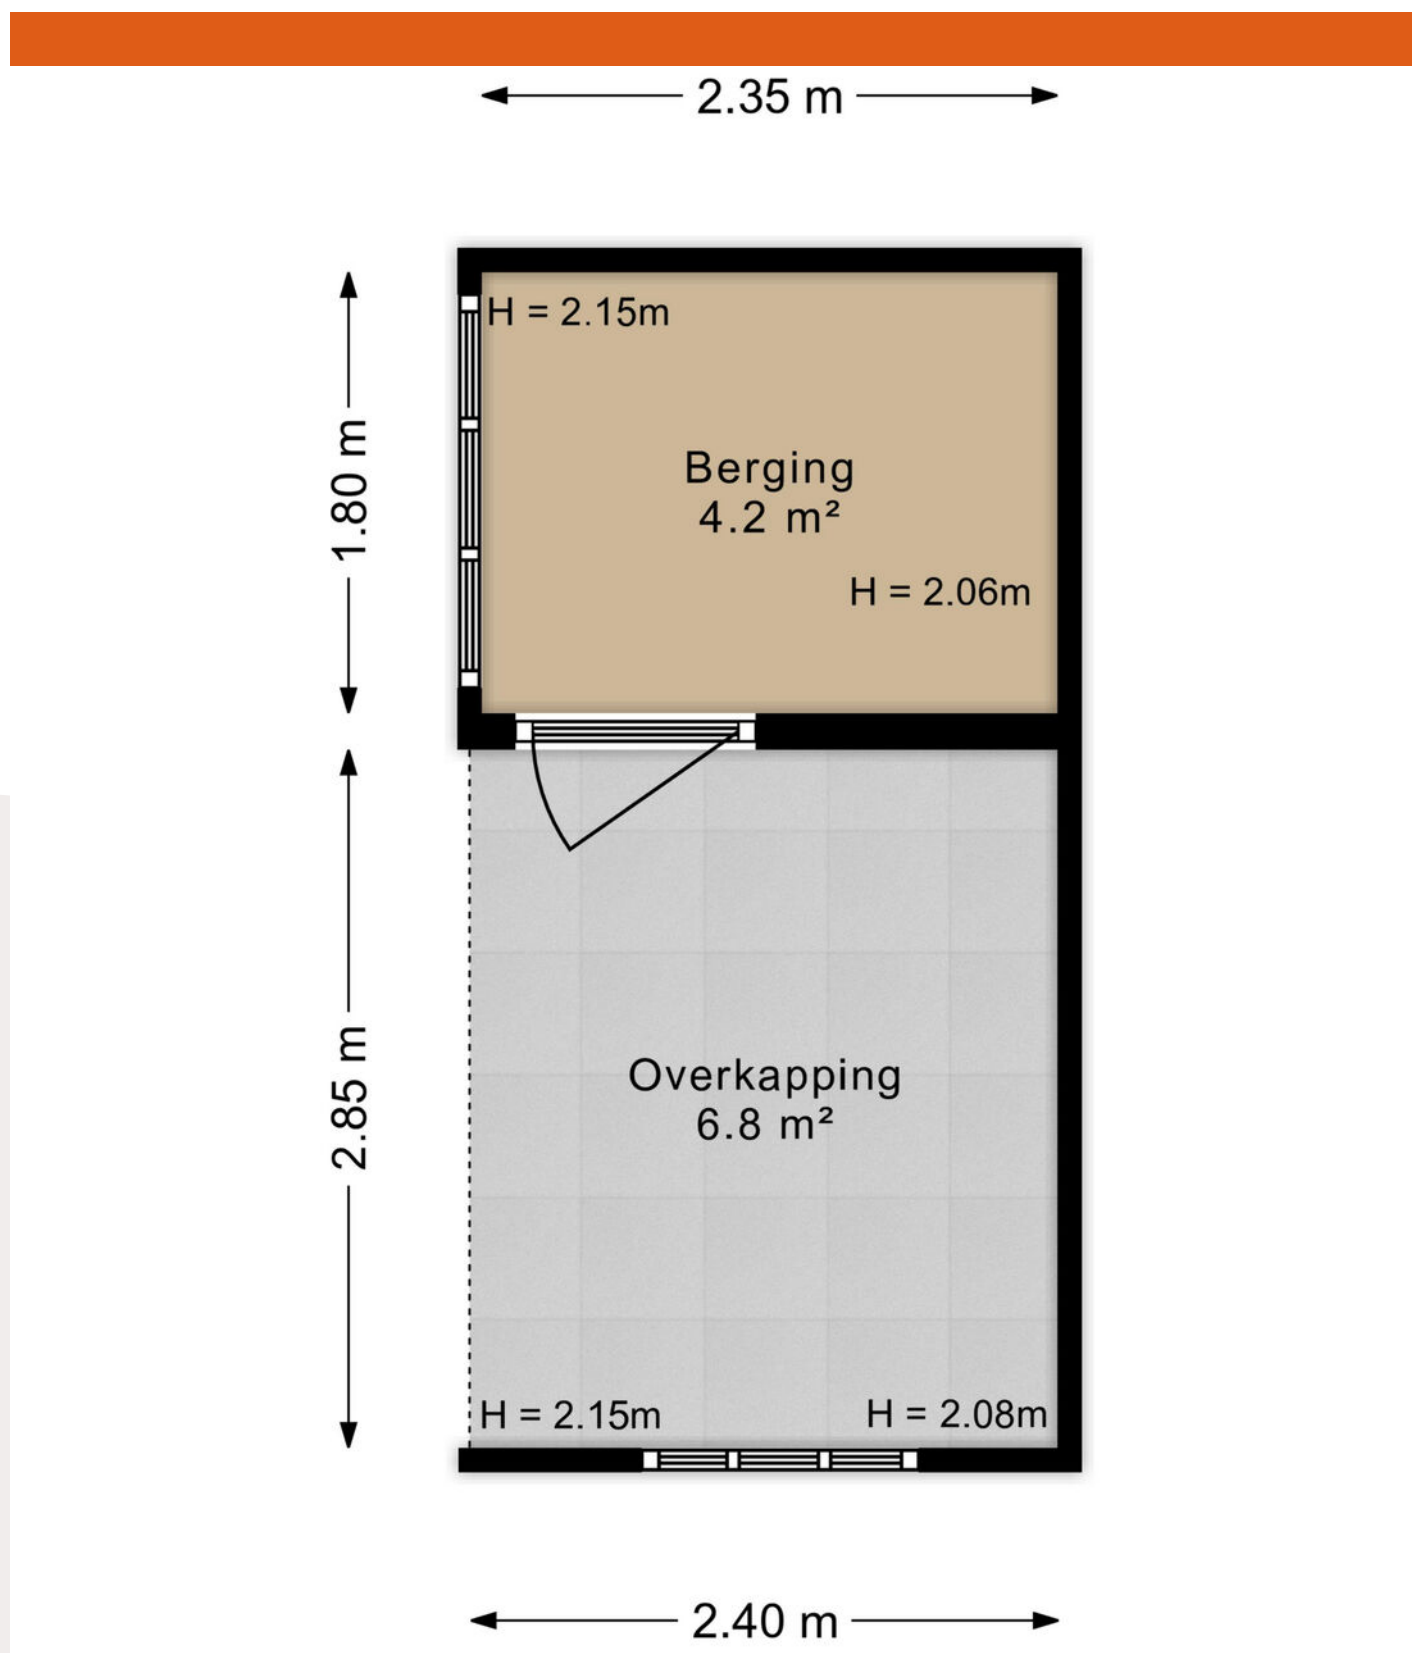 2.35 m
H = 2.15m
1.80 m
Berging
4.2 m²
H = 2.06m
2.85 m
Overkapping
6.8 m²
H = 2.15m
H = 2.08m
2.40 m